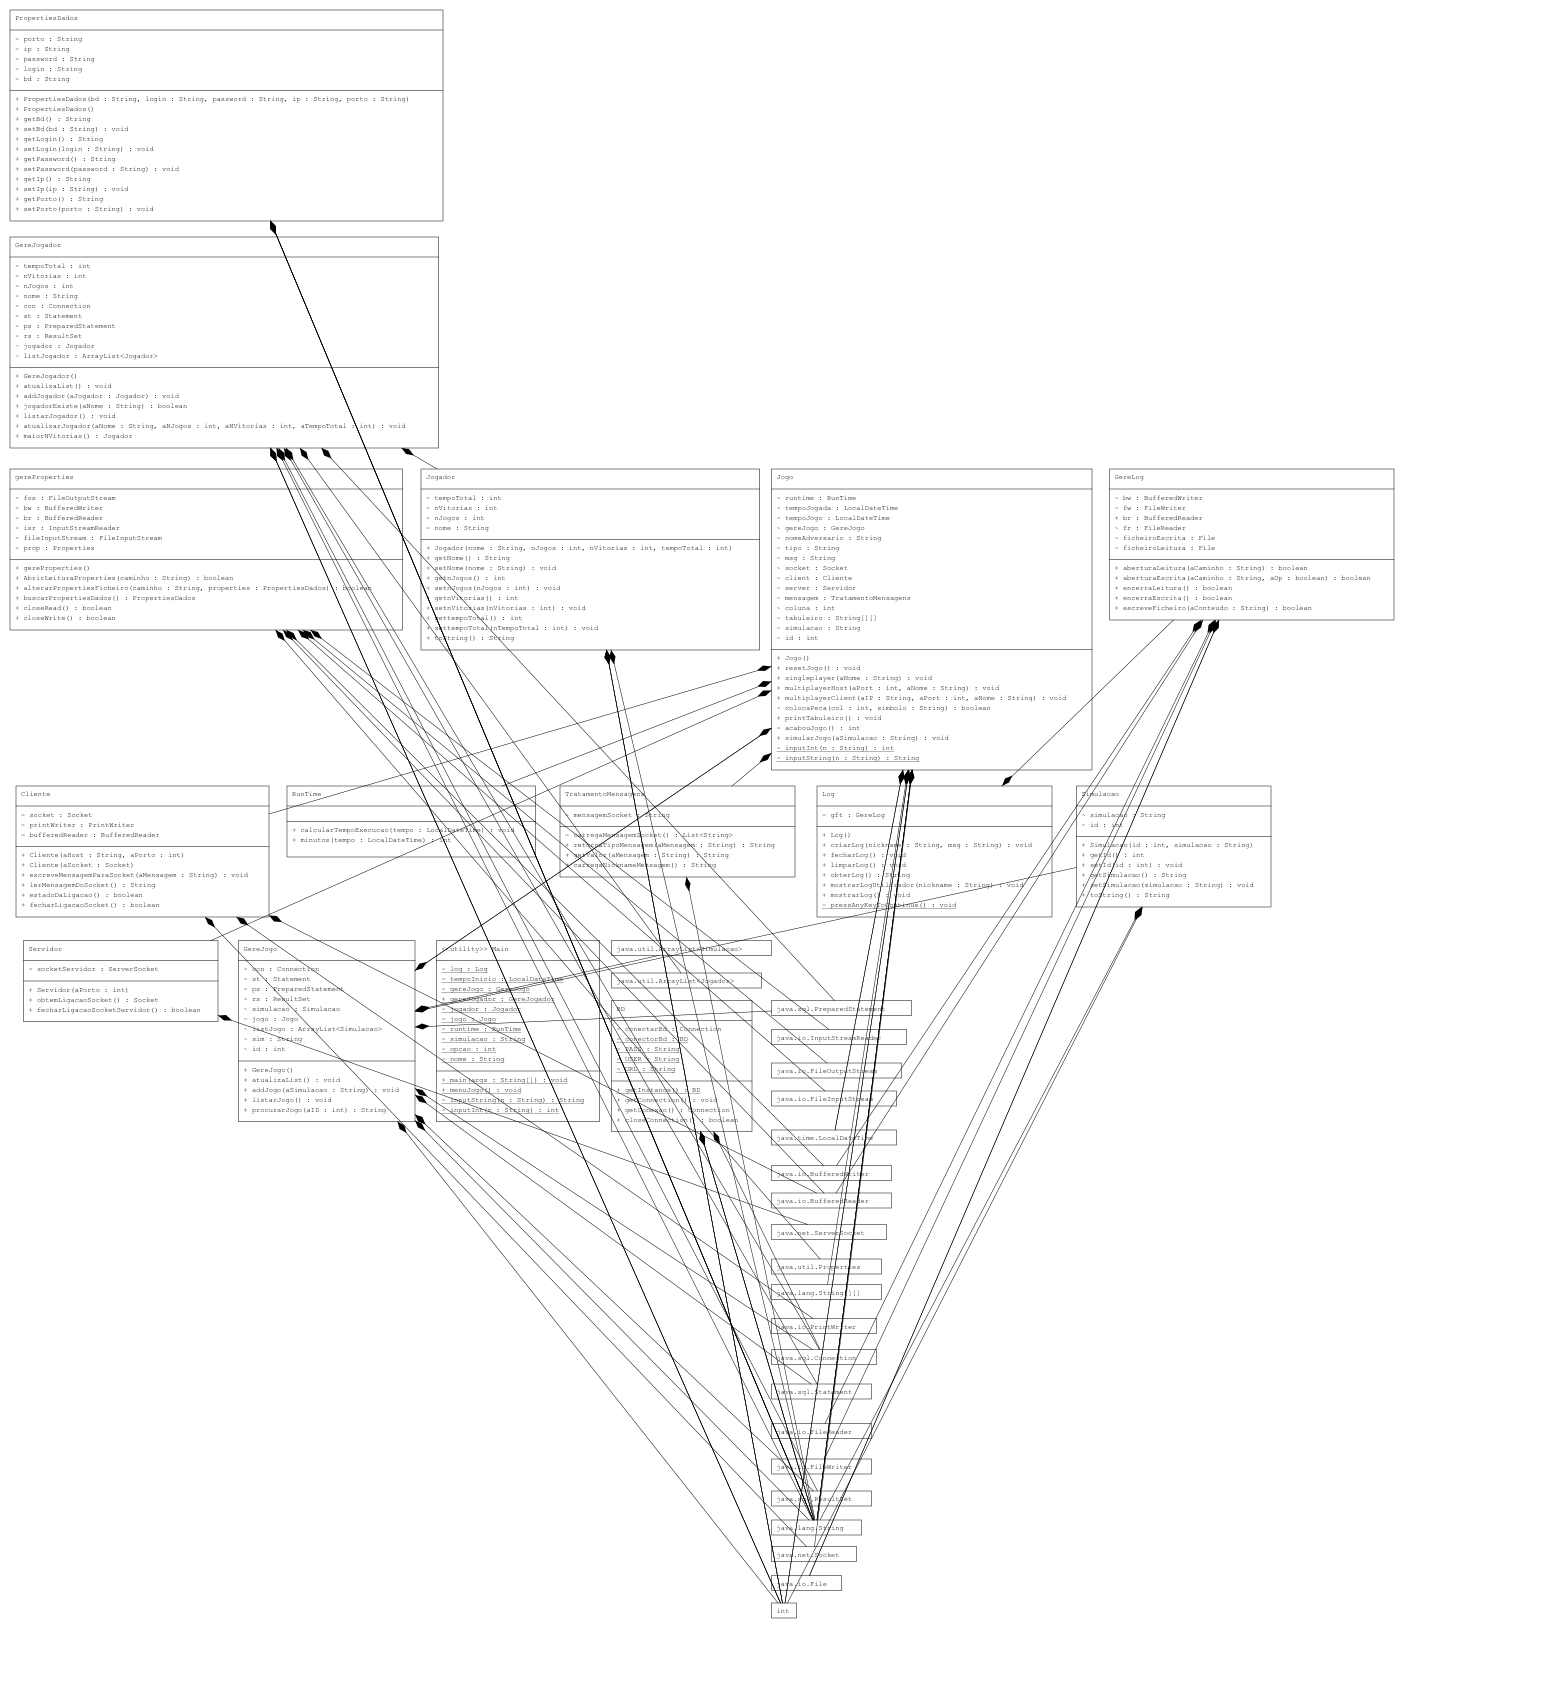 PropertiesDados
- porto : String
- ip : String
- password : String
- login : String
- bd : String
+ PropertiesDados(bd : String, login : String, password : String, ip : String, porto : String)
+ PropertiesDados()
+ getBd() : String
+ setBd(bd : String) : void
+ getLogin() : String
+ setLogin(login : String) : void
+ getPassword() : String
+ setPassword(password : String) : void
+ getIp() : String
+ setIp(ip : String) : void
+ getPorto() : String
+ setPorto(porto : String) : void
GereJogador
- tempoTotal : int
- nVitorias : int
- nJogos : int
- nome : String
- con : Connection
- st : Statement
- ps : PreparedStatement
- rs : ResultSet
~ jogador : Jogador
~ listJogador : ArrayList<Jogador>
+ GereJogador()
+ atualizaList() : void
+ addJogador(aJogador : Jogador) : void
+ jogadorExiste(aNome : String) : boolean
+ listarJogador() : void
+ atualizarJogador(aNome : String, aNJogos : int, aNVitorias : int, aTempoTotal : int) : void
+ maiorNVitorias() : Jogador
gereProperties
- fos : FileOutputStream
- bw : BufferedWriter
- br : BufferedReader
- isr : InputStreamReader
- fileInputStream : FileInputStream
- prop : Properties
+ gereProperties()
+ AbrirLeituraProperties(caminho : String) : boolean
+ alterarPropertiesFicheiro(caminho : String, properties : PropertiesDados) : boolean
+ buscarPropertiesDados() : PropertiesDados
+ closeRead() : boolean
+ closeWrite() : boolean
Jogador
- tempoTotal : int
- nVitorias : int
- nJogos : int
- nome : String
+ Jogador(nome : String, nJogos : int, nVitorias : int, tempoTotal : int)
+ getNome() : String
+ setNome(nome : String) : void
+ getnJogos() : int
+ setnJogos(nJogos : int) : void
+ getnVitorias() : int
+ setnVitorias(nVitorias : int) : void
+ gettempoTotal() : int
+ settempoTotal(nTempoTotal : int) : void
+ toString() : String
Jogo
- runtime : RunTime
- tempoJogada : LocalDateTime
- tempoJogo : LocalDateTime
- gereJogo : GereJogo
- nomeAdversario : String
- tipo : String
- msg : String
- socket : Socket
- client : Cliente
- server : Servidor
- mensagem : TratamentoMensagens
- coluna : int
- tabuleiro : String[][]
- simulacao : String
- id : int
+ Jogo()
+ resetJogo() : void
+ singleplayer(aNome : String) : void
+ multiplayerHost(aPort : int, aNome : String) : void
+ multiplayerClient(aIP : String, aPort : int, aNome : String) : void
- colocaPeca(col : int, simbolo : String) : boolean
+ printTabuleiro() : void
- acabouJogo() : int
+ simularJogo(aSimulacao : String) : void
- inputInt(n : String) : int
- inputString(n : String) : String
GereLog
- bw : BufferedWriter
- fw : FileWriter
+ br : BufferedReader
- fr : FileReader
- ficheiroEscrita : File
- ficheiroLeitura : File
+ aberturaLeitura(aCaminho : String) : boolean
+ aberturaEscrita(aCaminho : String, aOp : boolean) : boolean
+ encerraLeitura() : boolean
+ encerraEscrita() : boolean
+ escreveFicheiro(aConteudo : String) : boolean
Cliente
- socket : Socket
- printWriter : PrintWriter
- bufferedReader : BufferedReader
+ Cliente(aHost : String, aPorto : int)
+ Cliente(aSocket : Socket)
+ escreveMensagemParaSocket(aMensagem : String) : void
+ lerMensagemDoSocket() : String
+ estadoDaLigacao() : boolean
+ fecharLigacaoSocket() : boolean
RunTime
+ calcularTempoExecucao(tempo : LocalDateTime) : void
+ minutos(tempo : LocalDateTime) : int
TratamentoMensagens
- mensagemSocket : String
- carregaMensagemSocket() : List<String>
+ retornaTipoMensagem(aMensagem : String) : String
+ getValor(aMensagem : String) : String
+ carregaNicknameMensagem() : String
Log
- gft : GereLog
+ Log()
+ criarLog(nickname : String, msg : String) : void
+ fecharLog() : void
+ limparLog() : void
+ obterLog() : String
+ mostrarLogUtilizador(nickname : String) : void
+ mostrarLog() : void
- pressAnyKeyToContinue() : void
Simulacao
- simulacao : String
- id : int
+ Simulacao(id : int, simulacao : String)
+ getId() : int
+ setId(id : int) : void
+ getSimulacao() : String
+ setSimulacao(simulacao : String) : void
+ toString() : String
Servidor
- socketServidor : ServerSocket
+ Servidor(aPorto : int)
+ obtemLigacaoSocket() : Socket
+ fecharLigacaoSocketServidor() : boolean
GereJogo
- con : Connection
- st : Statement
- ps : PreparedStatement
- rs : ResultSet
~ simulacao : Simulacao
~ jogo : Jogo
~ listJogo : ArrayList<Simulacao>
- sim : String
- id : int
+ GereJogo()
+ atualizaList() : void
+ addJogo(aSimulacao : String) : void
+ listarJogo() : void
+ procurarJogo(aID : int) : String
<<utility>> Main
- log : Log
- tempoInicio : LocalDateTime
- gereJogo : GereJogo
+ gereJogador : GereJogador
- jogador : Jogador
- jogo : Jogo
- runtime : RunTime
- simulacao : String
- opcao : int
- nome : String
+ main(args : String[]) : void
+ menuJogo() : void
- inputString(n : String) : String
- inputInt(n : String) : int
java.util.ArrayList<Simulacao>
java.util.ArrayList<Jogador>
BD
- conectarBd : Connection
- conectorBd : BD
- PASS : String
- USER : String
- URL : String
+ getInstance() : BD
+ getConnection() : void
+ getConexao() : Connection
+ closeConnection() : boolean
java.sql.PreparedStatement
java.io.InputStreamReader
java.io.FileOutputStream
java.io.FileInputStream
java.time.LocalDateTime
java.io.BufferedWriter
java.io.BufferedReader
java.net.ServerSocket
java.util.Properties
java.lang.String[][]
java.io.PrintWriter
java.sql.Connection
java.sql.Statement
java.io.FileReader
java.io.FileWriter
java.sql.ResultSet
java.lang.String
java.net.Socket
java.io.File
int